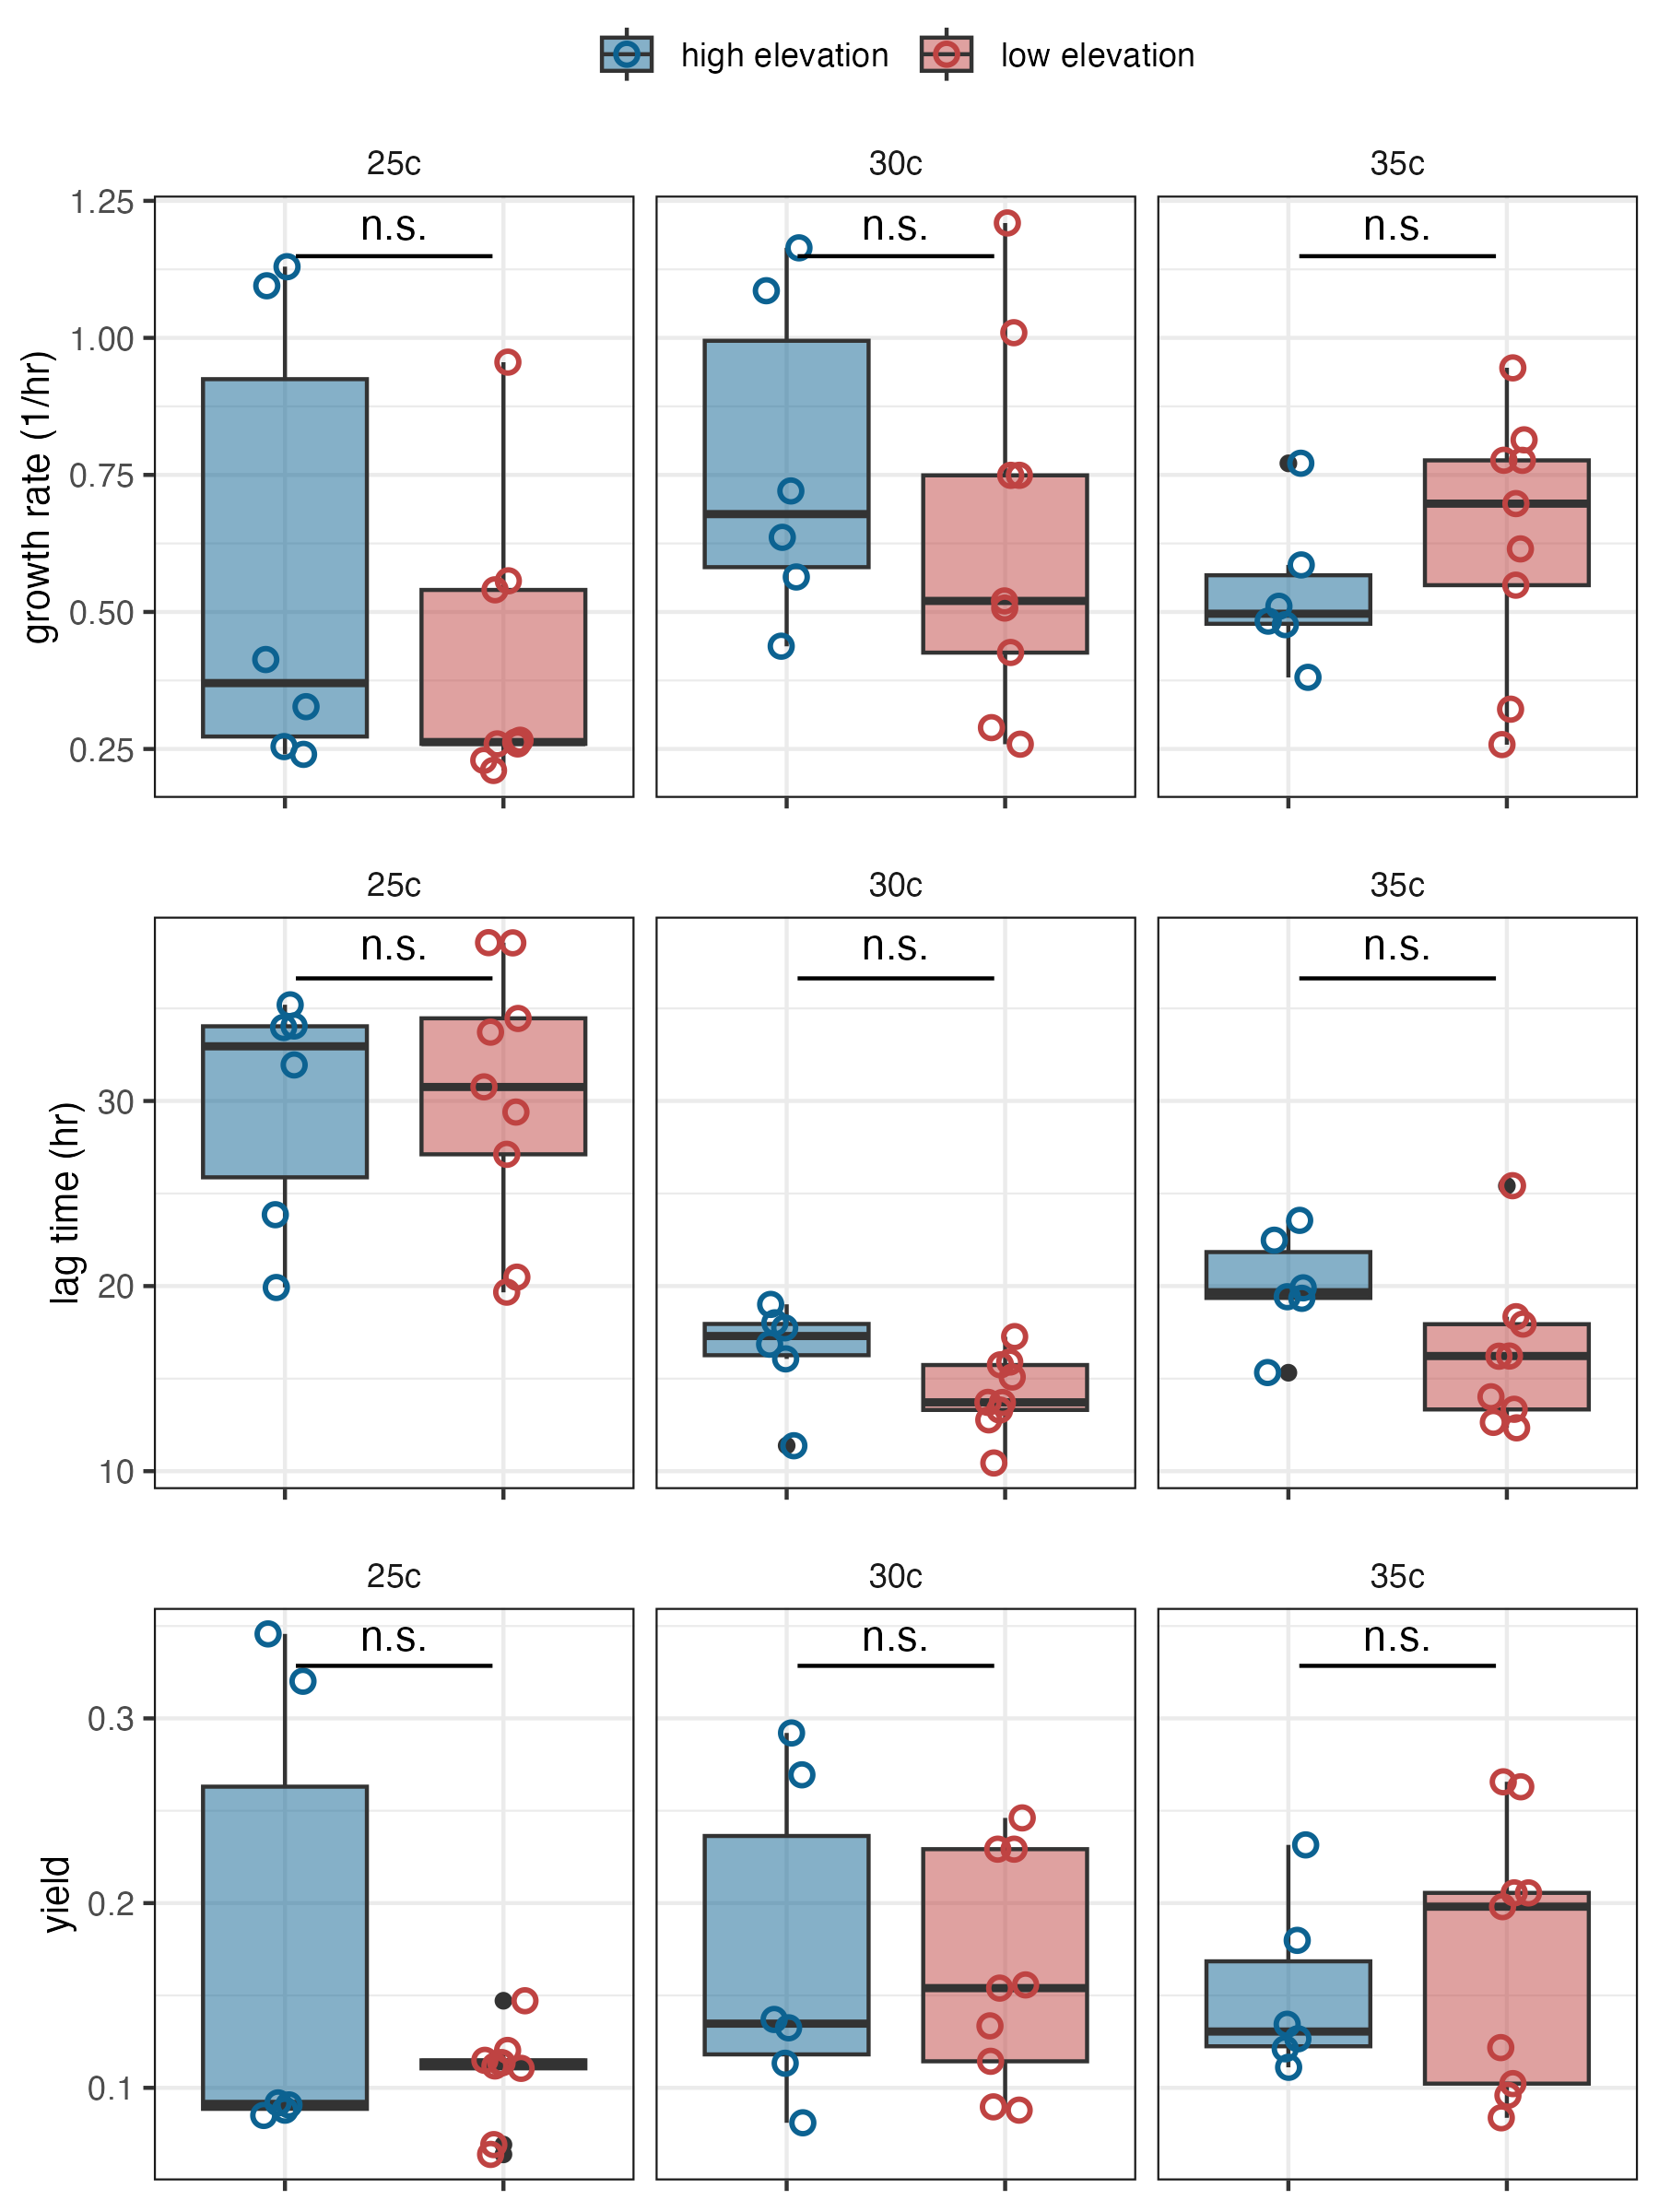 high elevation low elevation
25c 30c 35c
growth rate (1/hr)
1.25
1.00
0.75
0.50
0.25
n.s. n.s. n.s.
25c 30c 35c
lag time (hr)
30
20
10
n.s. n.s. n.s.
25c 30c 35c
yield
0.3
0.2
0.1
n.s. n.s. n.s.